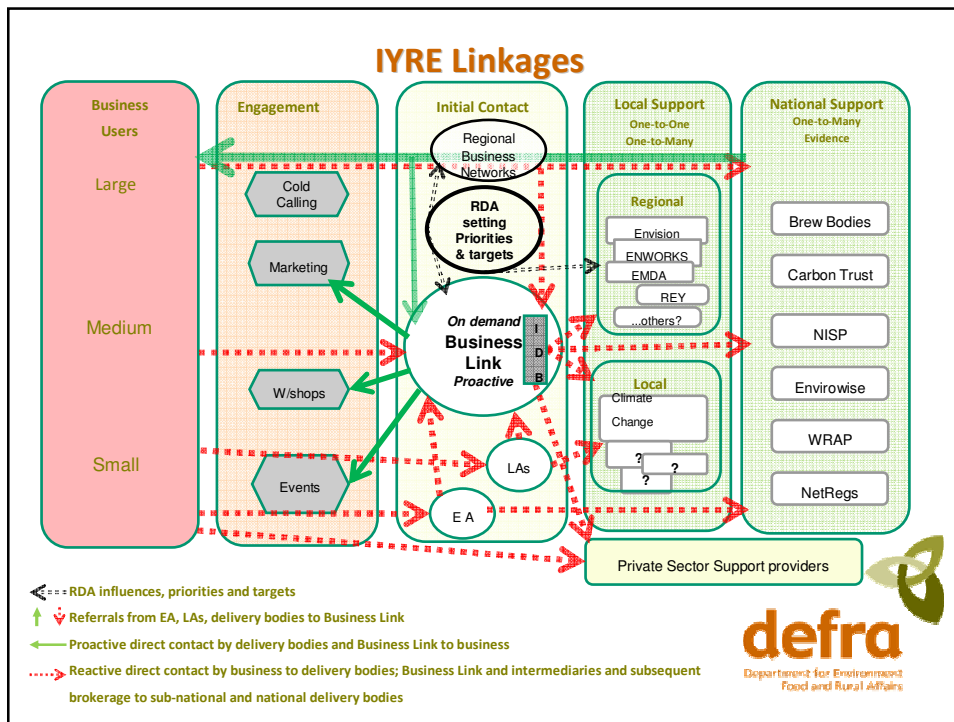 IYRE Linkages
Business
Users
Large
Medium
Small
Engagement
Cold
Calling
Marketing
W/shops
Events
Initial Contact
Regional
Business
Networks
RDA
setting
Priorities
& targets
On demand
Business
Link
Proactive
I
D
B
LAs
E A
Local Support
One-to-One
One-to-Many
Regional
Envision
ENWORKS
EMDA
REY
...others?
Local
Climate
Change
?
?
?
National Support
One-to-Many
Evidence
Brew Bodies
Carbon Trust
NISP
Envirowise
WRAP
NetRegs
Private Sector Support providers
RDA influences, priorities and targets
Referrals from EA, LAs, delivery bodies to Business Link
Proactive direct contact by delivery bodies and Business Link to business
Reactive direct contact by business to delivery bodies; Business Link and intermediaries and subsequent
brokerage to sub-national and national delivery bodies
defra
Department for Environment
Food and Rural Affairs